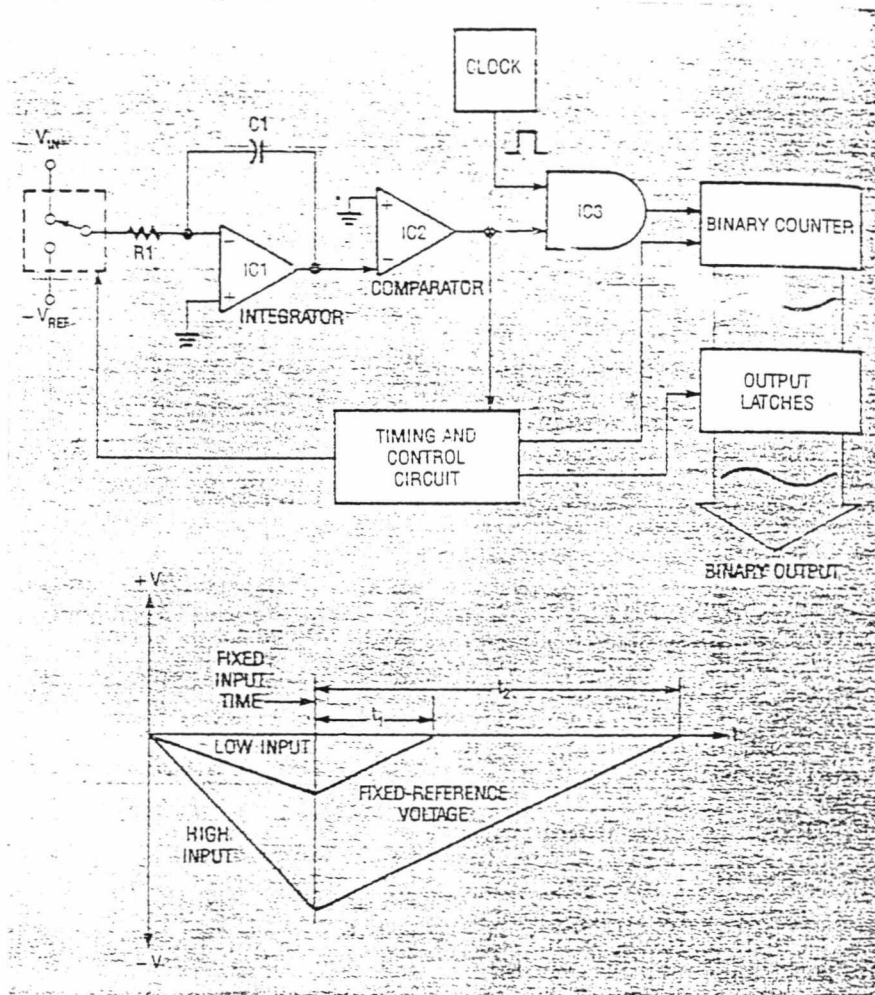 CLOCK
C1
V_IN
R1
−
IC1
+
INTEGRATOR
−V_REF
+
IC2
−
COMPARATOR
IC3
BINARY COUNTER
OUTPUT
LATCHES
TIMING AND
CONTROL
CIRCUIT
BINARY OUTPUT
+V
FIXED
INPUT
TIME
t₂
t₁
t
LOW INPUT
FIXED-REFERENCE
VOLTAGE
HIGH
INPUT
−V